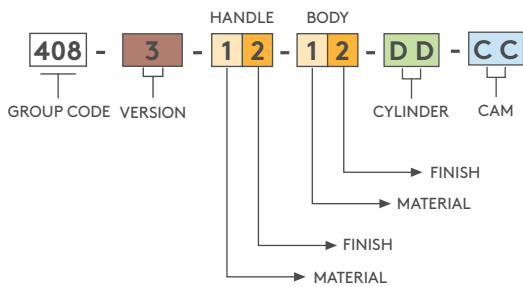 HANDLE BODY
408 - 3 - 1 2 - 1 2 - D D - C C
GROUP CODE VERSION CYLINDER CAM
FINISH
MATERIAL
FINISH
MATERIAL